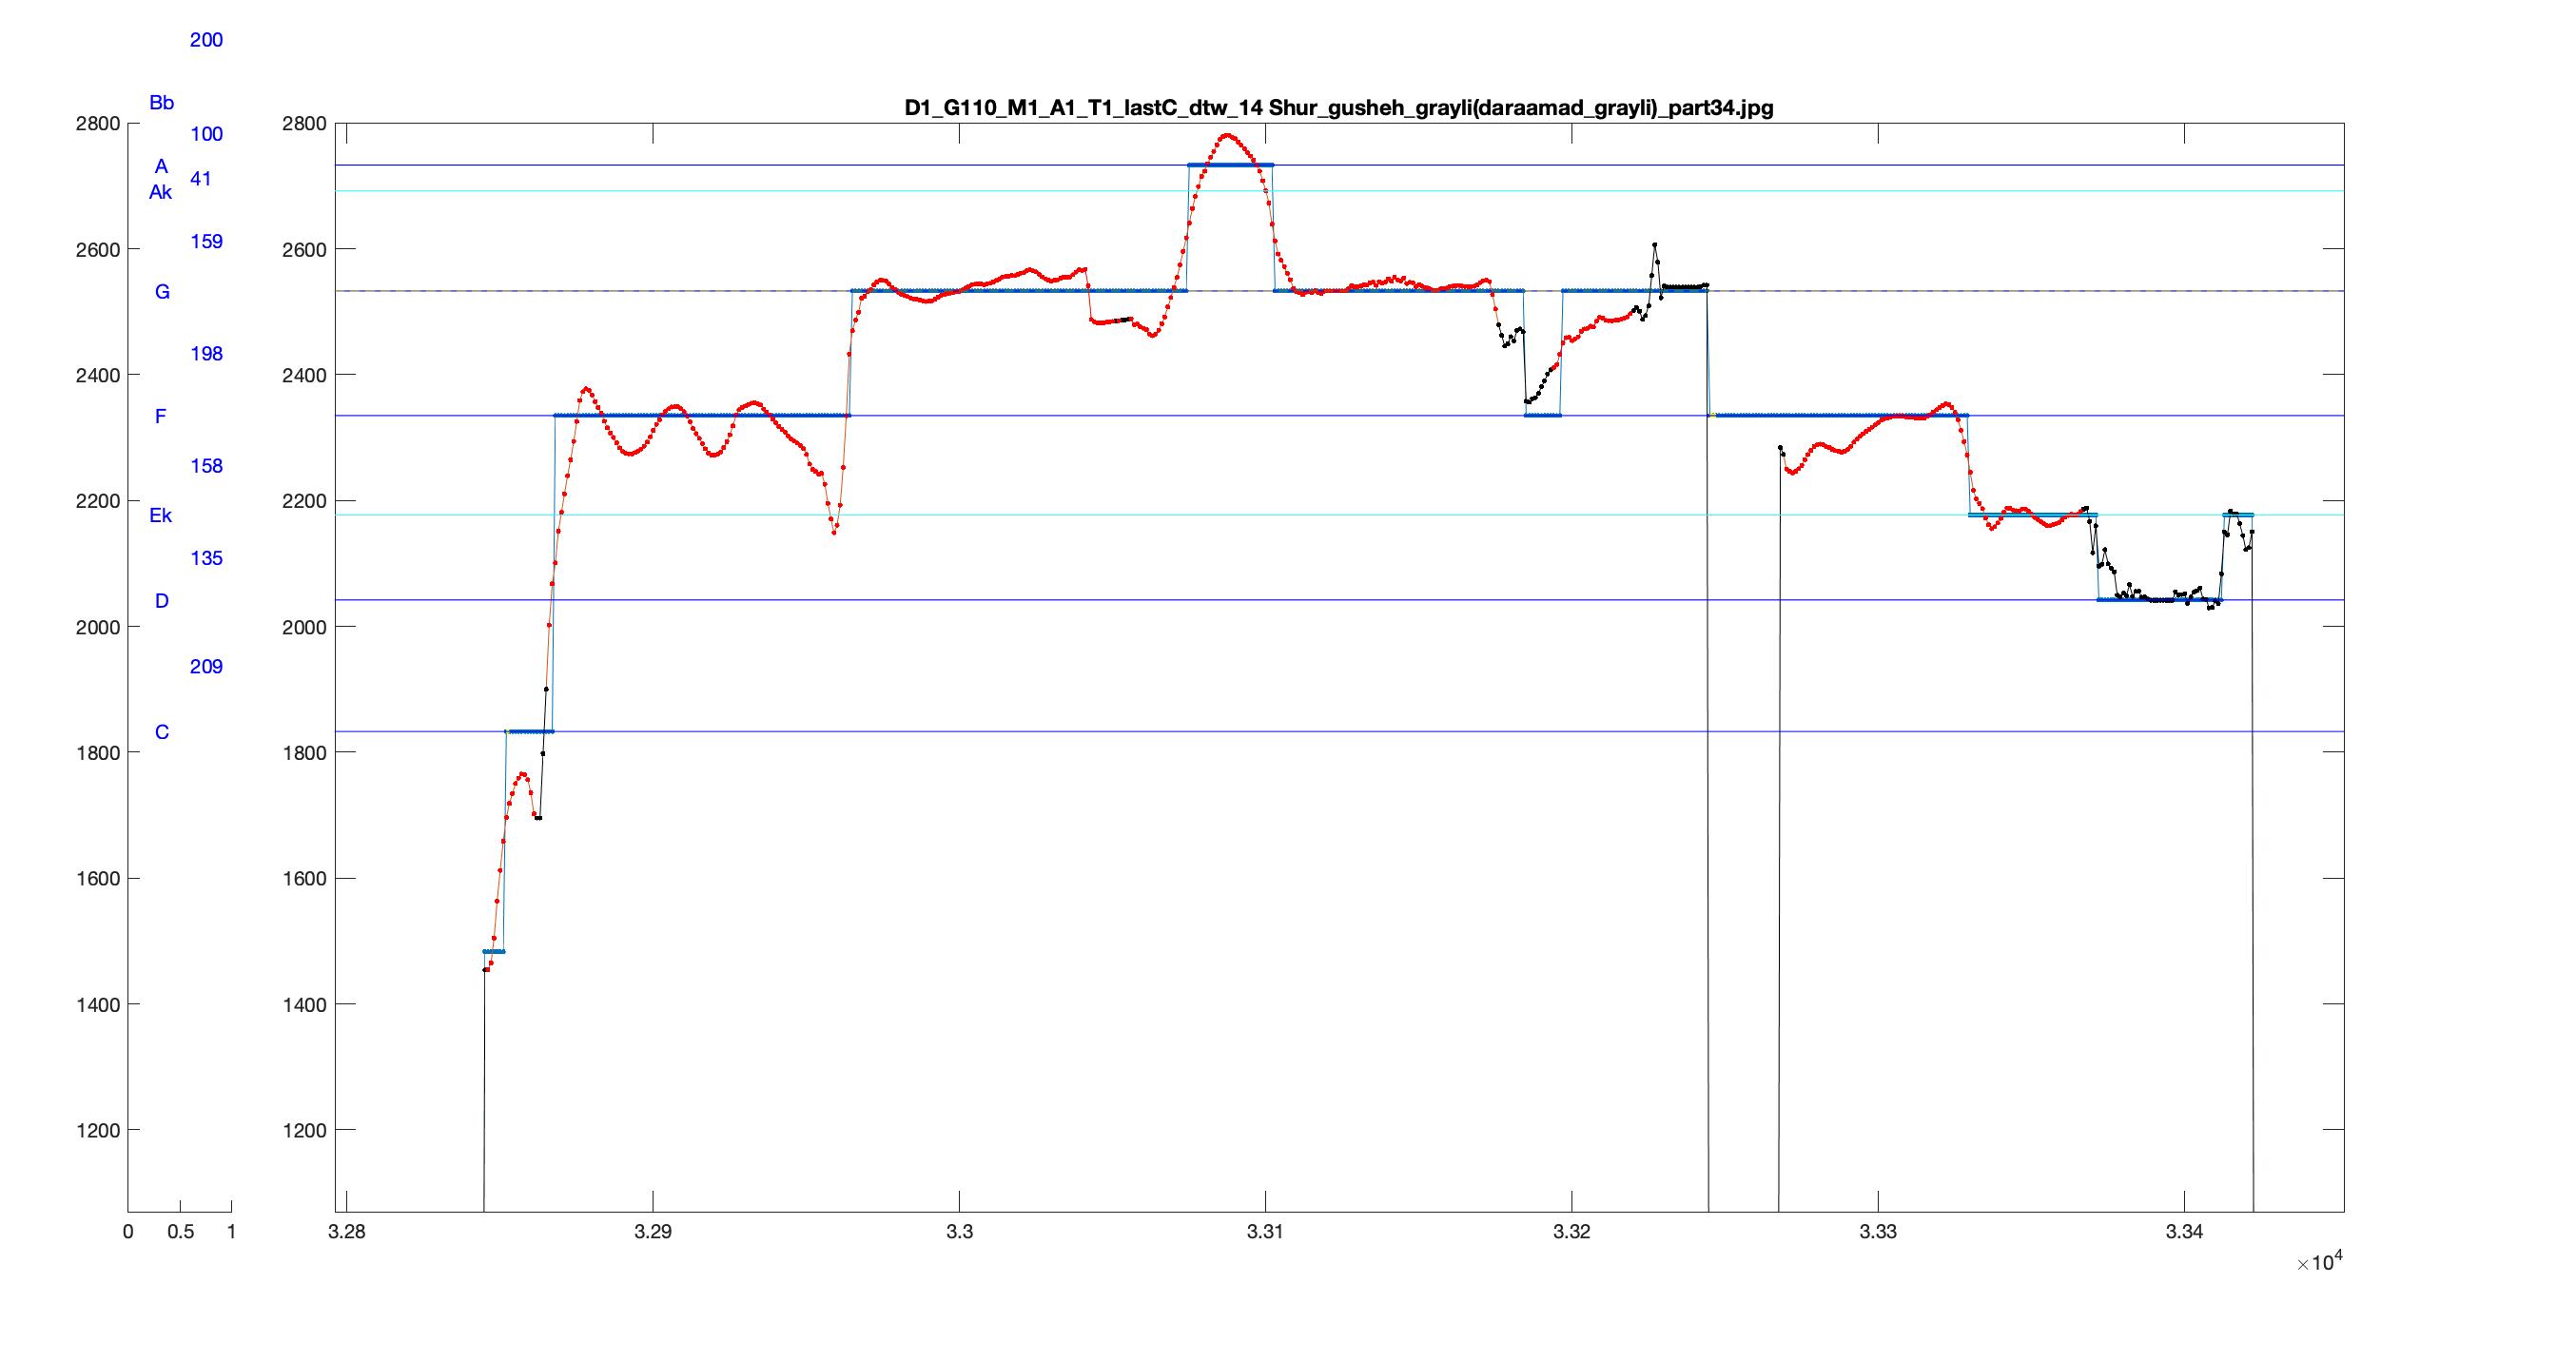 200
Bb
D1_G110_M1_A1_T1_lastC_dtw_14 Shur_gusheh_grayli(daraamad_grayli)_part34.jpg
2800 2800
100
A
41
Ak
159
2600 2600
G
198
2400 2400
F
158
2200 2200
Ek
135
D
2000 2000
209
C
1800 1800
1600 1600
1400 1400
1200 1200
0 0.5 1 3.28 3.29 3.3 3.31 3.32 3.33 3.34
×10⁴